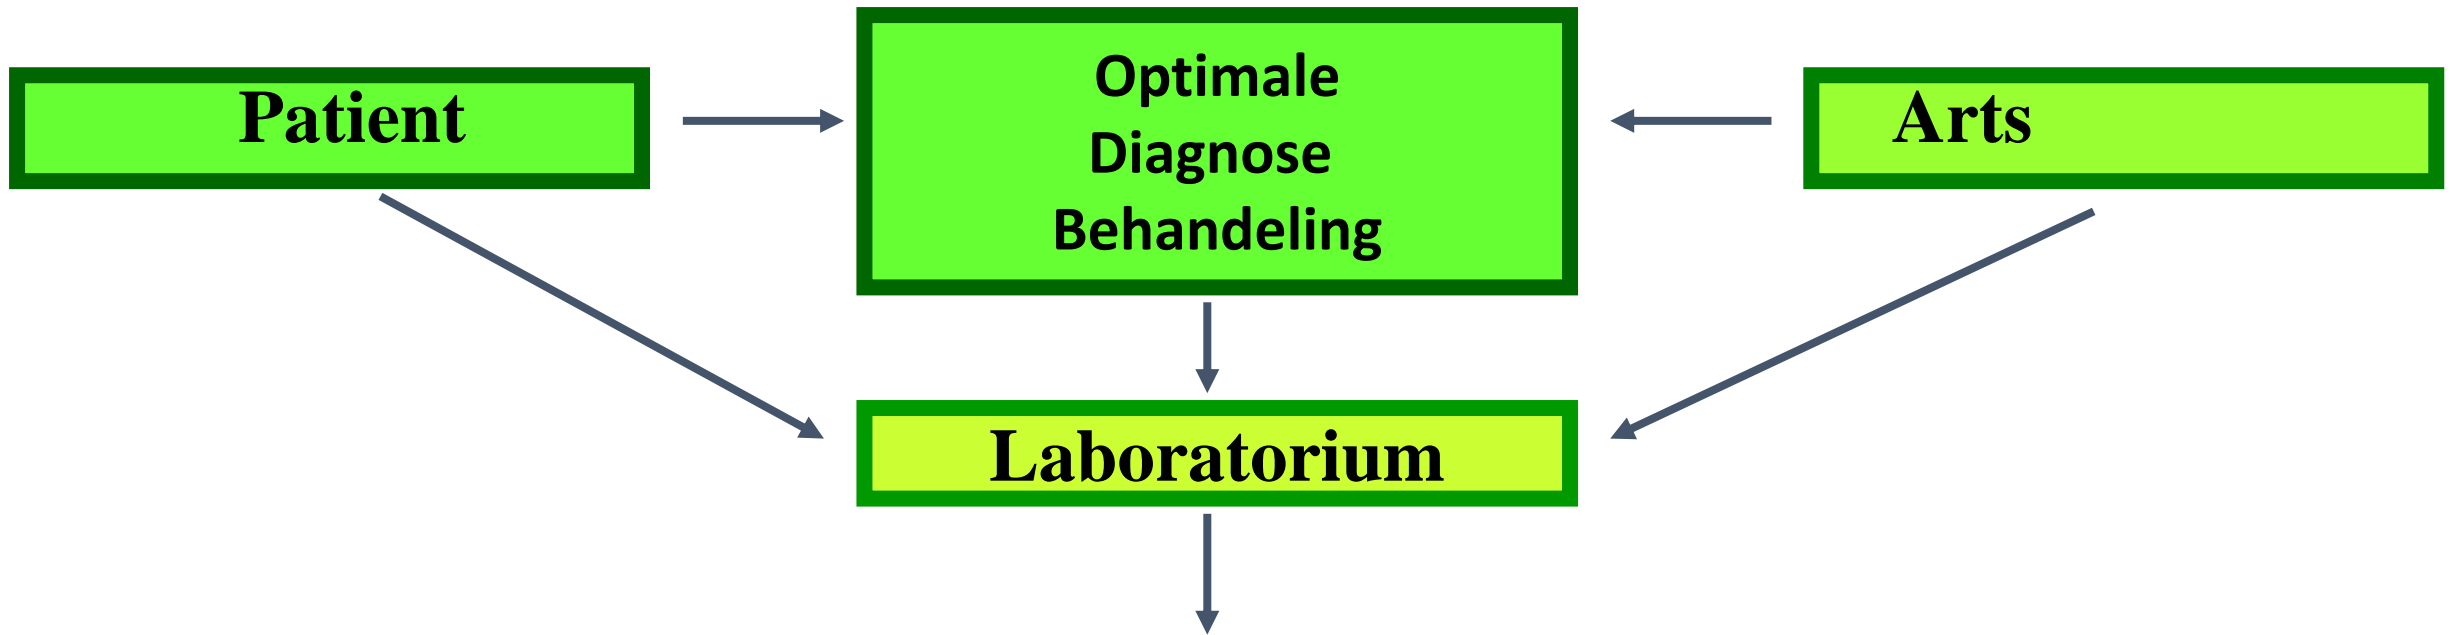 Patient
Optimale
Diagnose
Behandeling
Arts
Laboratorium